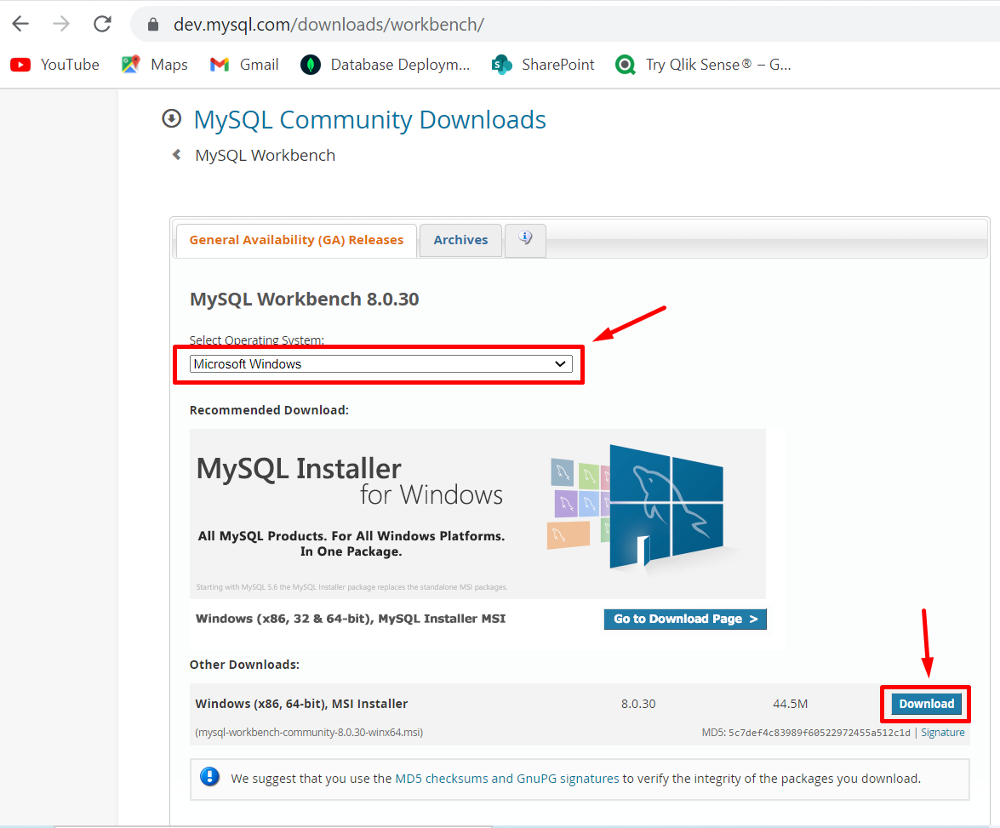 dev.mysql.com/downloads/workbench/
YouTube Maps Gmail Database Deploym... SharePoint Try Qlik Sense® – G...
MySQL Community Downloads
MySQL Workbench
General Availability (GA) Releases Archives
MySQL Workbench 8.0.30
Select Operating System:
Microsoft Windows
Recommended Download:
MySQL Installer
for Windows
All MySQL Products. For All Windows Platforms.
In One Package.
Starting with MySQL 5.6 the MySQL Installer package replaces the standalone MSI packages.
Windows (x86, 32 & 64-bit), MySQL Installer MSI Go to Download Page >
Other Downloads:
Windows (x86, 64-bit), MSI Installer 8.0.30 44.5M Download
(mysql-workbench-community-8.0.30-winx64.msi) MD5: 5c7def4c83989f60522972455a512c1d | Signature
We suggest that you use the MD5 checksums and GnuPG signatures to verify the integrity of the packages you download.